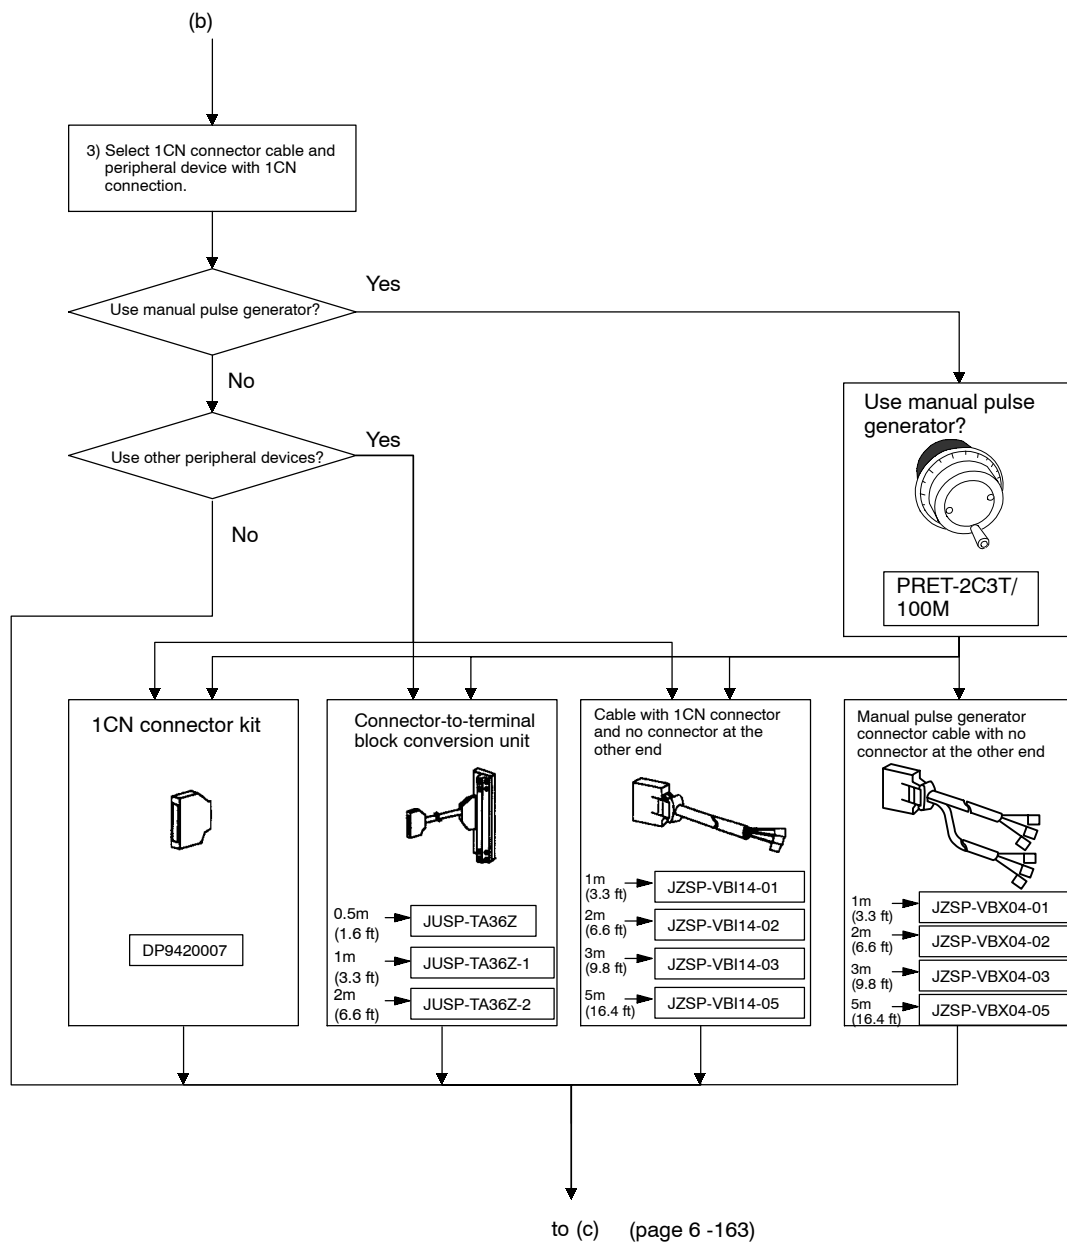 (b)
3) Select 1CN connector cable and
peripheral device with 1CN
connection.
Use manual pulse generator?
Yes
No
Use other peripheral devices?
Yes
No
Use manual pulse
generator?
PRET-2C3T/
100M
1CN connector kit
DP9420007
Connector-to-terminal
block conversion unit
0.5m
(1.6 ft)
JUSP-TA36Z
1m
(3.3 ft)
JUSP-TA36Z-1
2m
(6.6 ft)
JUSP-TA36Z-2
Cable with 1CN connector
and no connector at the
other end
1m
(3.3 ft)
JZSP-VBI14-01
2m
(6.6 ft)
JZSP-VBI14-02
3m
(9.8 ft)
JZSP-VBI14-03
5m
(16.4 ft)
JZSP-VBI14-05
Manual pulse generator
connector cable with no
connector at the other end
1m
(3.3 ft)
JZSP-VBX04-01
2m
(6.6 ft)
JZSP-VBX04-02
3m
(9.8 ft)
JZSP-VBX04-03
5m
(16.4 ft)
JZSP-VBX04-05
to (c) (page 6 -163)